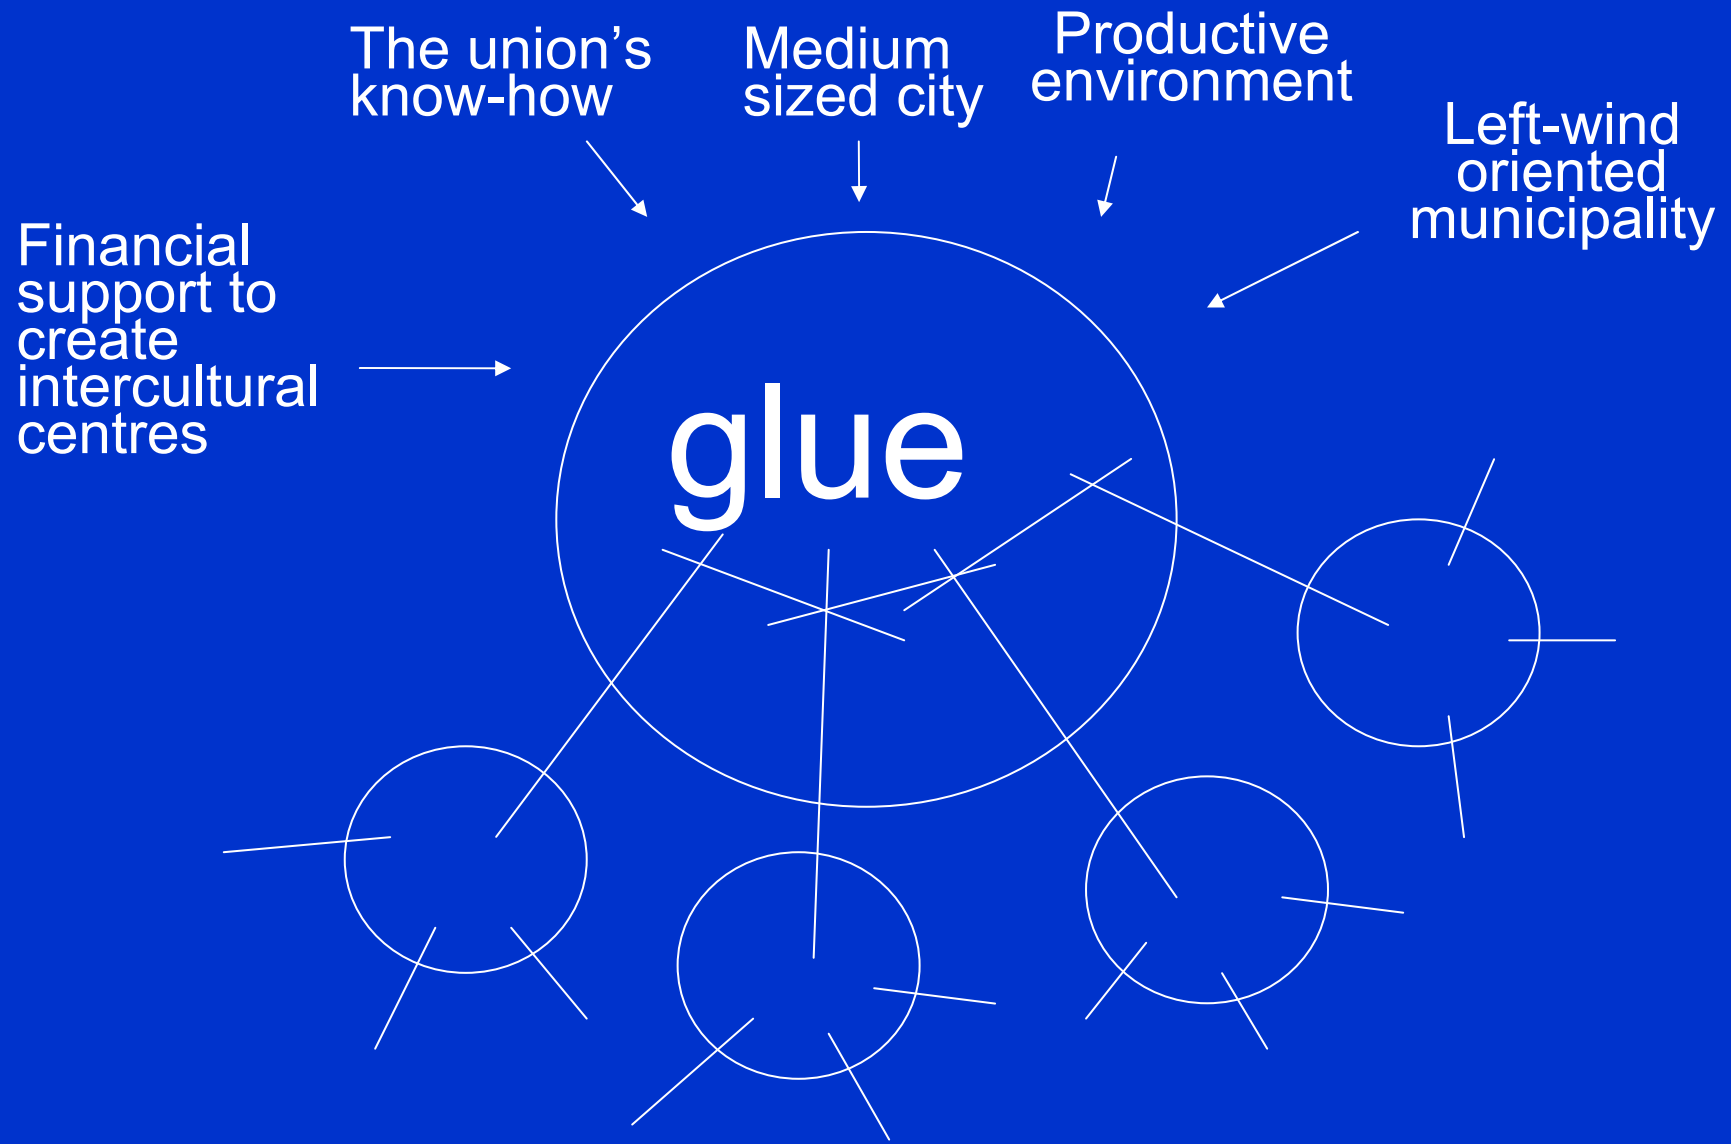 The union’s
know-how
Medium
sized city
Productive
environment
Left-wind
oriented
municipality
Financial
support to
create
intercultural
centres
glue